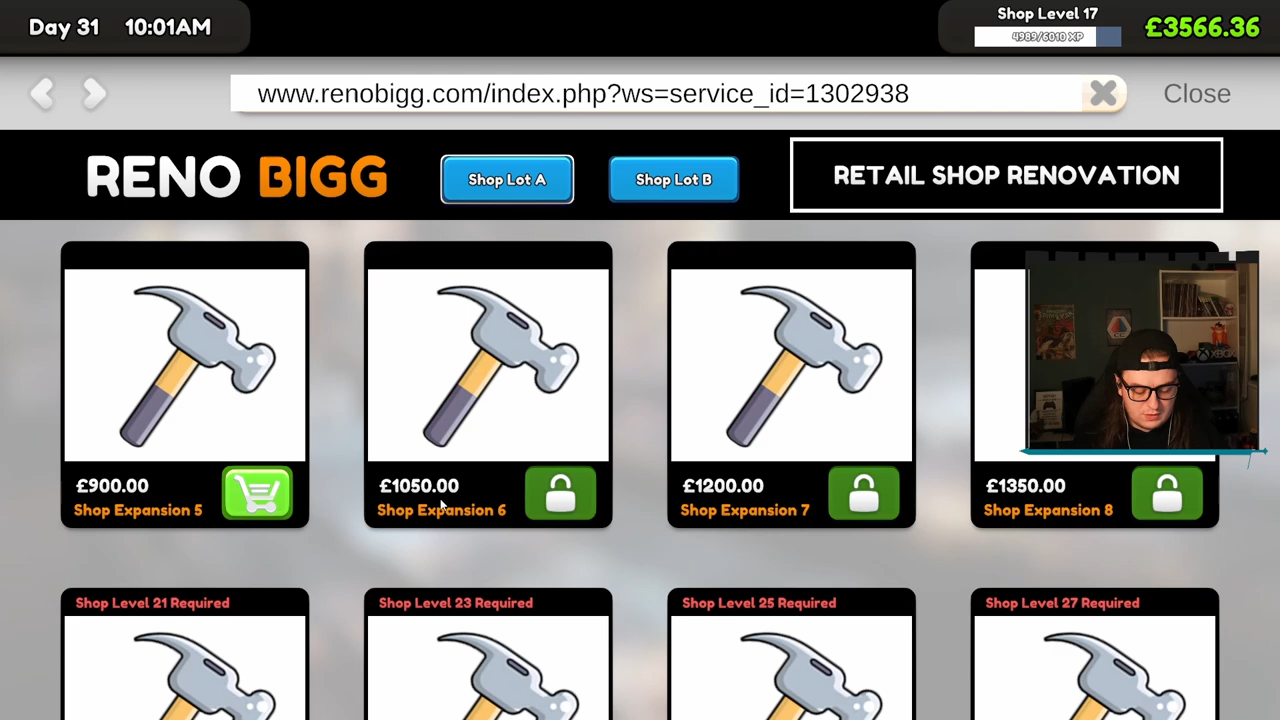 Day 31 10:01AM
Shop Level 17
4989/6010 XP
£3566.36
www.renobigg.com/index.php?ws=service_id=1302938
Close
RENO BIGG
Shop Lot A
Shop Lot B
RETAIL SHOP RENOVATION
£900.00
Shop Expansion 5
£1050.00
Shop Expansion 6
£1200.00
Shop Expansion 7
£1350.00
Shop Expansion 8
Shop Level 21 Required
Shop Level 23 Required
Shop Level 25 Required
Shop Level 27 Required
XBOX